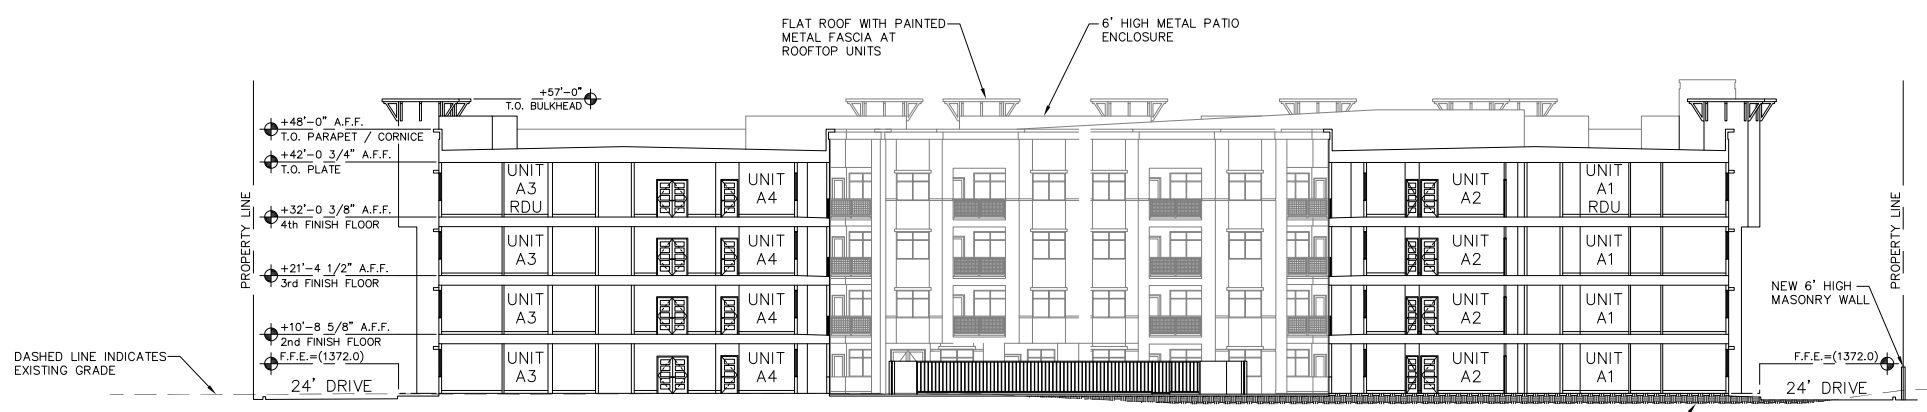 FLAT ROOF WITH PAINTED
METAL FASCIA AT
ROOFTOP UNITS
6' HIGH METAL PATIO
ENCLOSURE
+57'-0"
T.O. BULKHEAD
+48'-0" A.F.F.
T.O. PARAPET / CORNICE
+42'-0 3/4" A.F.F.
T.O. PLATE
+32'-0 3/8" A.F.F.
4th FINISH FLOOR
+21'-4 1/2" A.F.F.
3rd FINISH FLOOR
+10'-8 5/8" A.F.F.
2nd FINISH FLOOR
F.F.E.=(1372.0)
PROPERTY LINE
DASHED LINE INDICATES
EXISTING GRADE
24' DRIVE
UNIT
A3
RDU
UNIT
A4
UNIT
A2
UNIT
A1
RDU
UNIT
A3
UNIT
A4
UNIT
A2
UNIT
A1
UNIT
A3
UNIT
A4
UNIT
A2
UNIT
A1
UNIT
A3
UNIT
A4
UNIT
A2
UNIT
A1
PROPERTY LINE
NEW 6' HIGH
MASONRY WALL
F.F.E.=(1372.0)
24' DRIVE